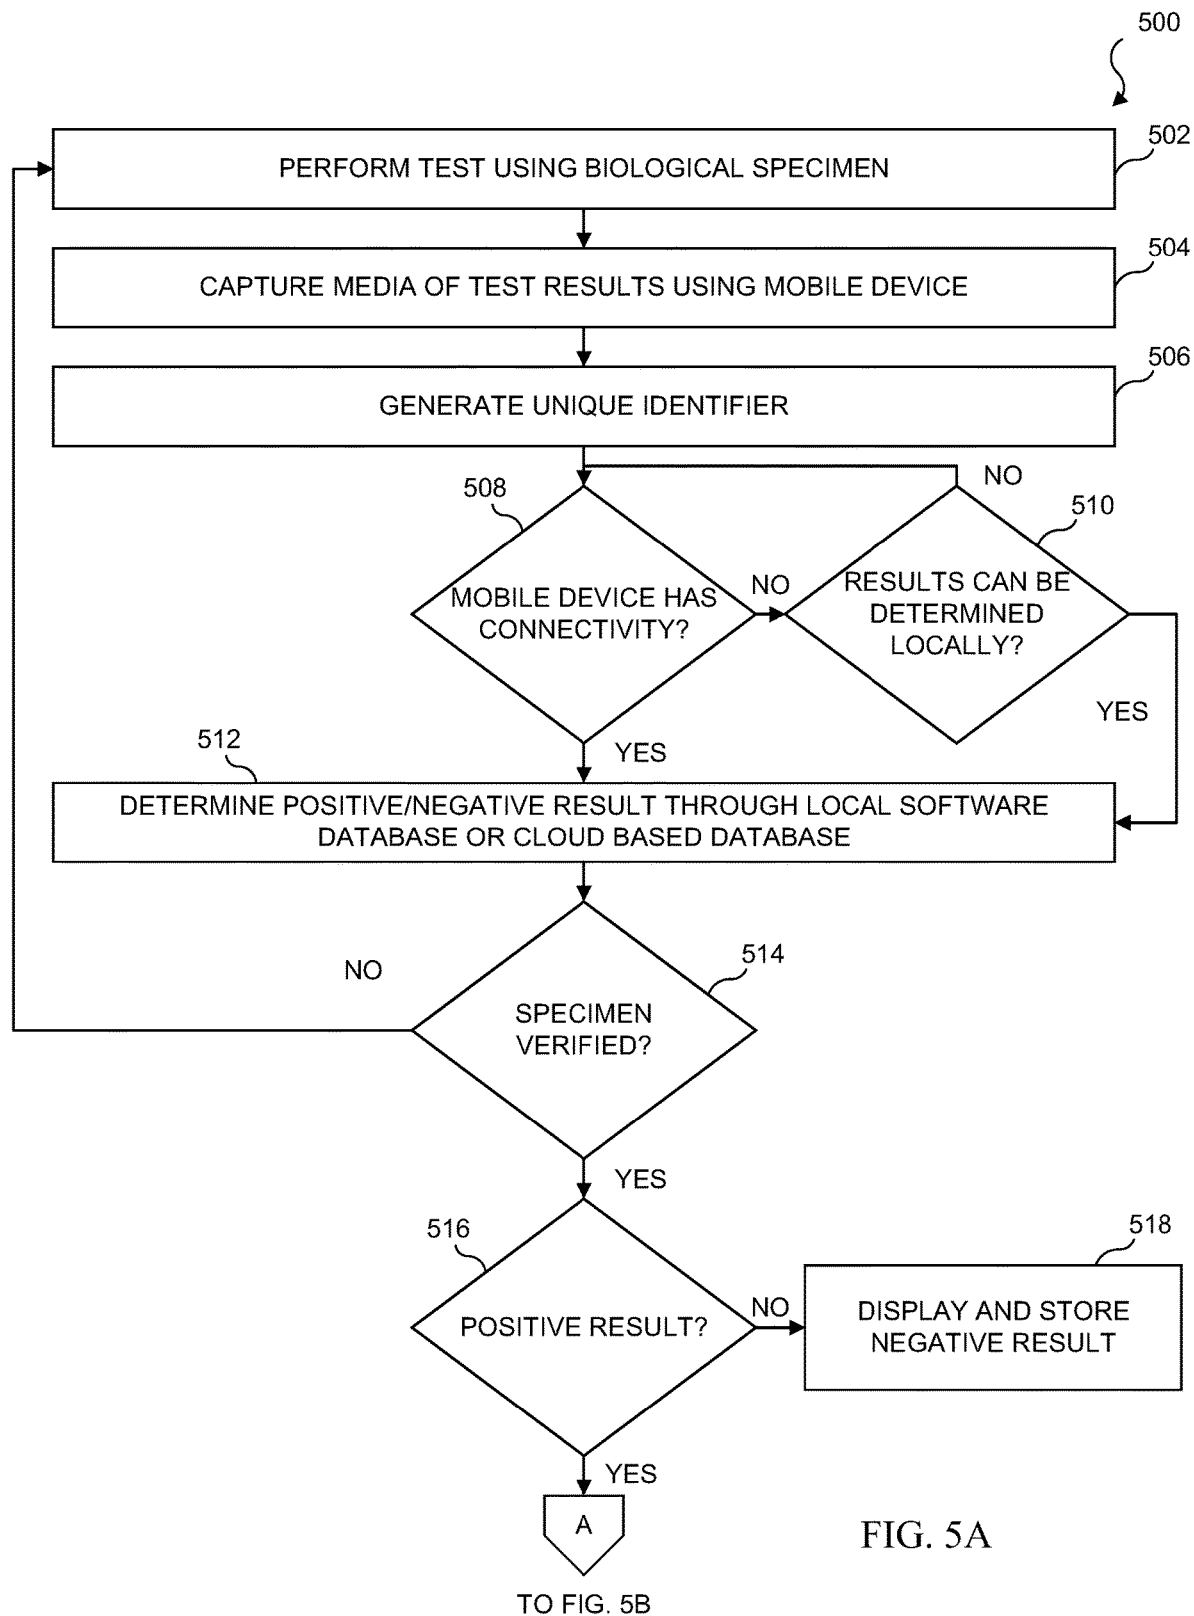 500
502
PERFORM TEST USING BIOLOGICAL SPECIMEN
504
CAPTURE MEDIA OF TEST RESULTS USING MOBILE DEVICE
506
GENERATE UNIQUE IDENTIFIER
508
NO
510
MOBILE DEVICE HAS
CONNECTIVITY?
NO
RESULTS CAN BE
DETERMINED
LOCALLY?
YES
YES
512
DETERMINE POSITIVE/NEGATIVE RESULT THROUGH LOCAL SOFTWARE
DATABASE OR CLOUD BASED DATABASE
NO
514
SPECIMEN
VERIFIED?
YES
516
POSITIVE RESULT?
NO
518
DISPLAY AND STORE
NEGATIVE RESULT
YES
A
TO FIG. 5B
FIG. 5A